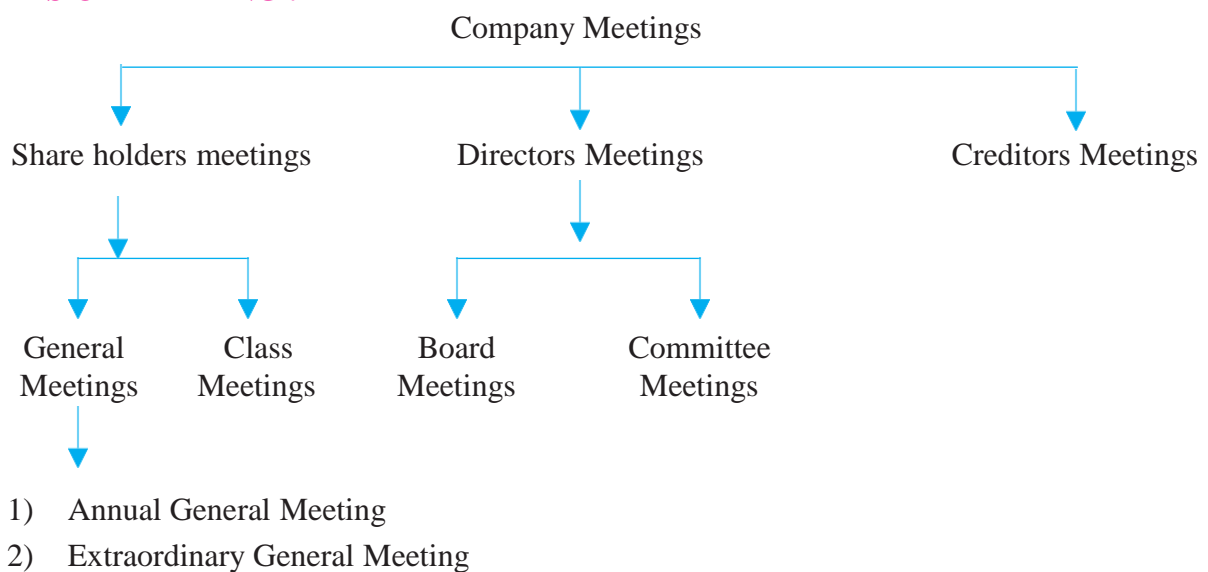 Company Meetings
Share holders meetings Directors Meetings Creditors Meetings
General Class Board Committee
Meetings Meetings Meetings Meetings
1) Annual General Meeting
2) Extraordinary General Meeting